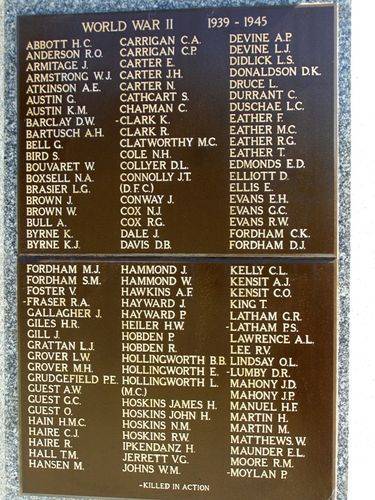 WORLD WAR II 1939 - 1945
ABBOTT H.C.
ANDERSON R.O.
ARMITAGE J.
ARMSTRONG W.J.
ATKINSON A.E.
AUSTIN G.
AUSTIN K.M.
BARCLAY D.W.
BARTUSCH A.H.
BELL G.
BIRD S.
BOUVARET W.
BOXSELL N.A.
BRASIER L.G.
BROWN J.
BROWN W.
BULL A.
BYRNE K.
BYRNE K.J.
CARRIGAN C.A.
CARRIGAN C.P.
CARTER E.
CARTER J.H.
CARTER N.
CATHCART S.
CHAPMAN C.
-CLARK K.
CLARK R.
CLATWORTHY M.C.
COLE N.H.
COLLYER D.L.
CONNOLLY J.T.
(D.F.C.)
CONWAY J.
COX N.J.
COX R.G.
DALE J.
DAVIS D.B.
DEVINE A.P.
DEVINE L.J.
DIDLICK L.S.
DONALDSON D.K.
DRUCE L.
DURRANT C.
DUSCHAE L.C.
EATHER F.
EATHER M.C.
EATHER R.G.
EATHER T.
EDMONDS E.D.
ELLIOTT D.
ELLIS E.
EVANS E.H.
EVANS G.C.
EVANS R.W.
FORDHAM C.K.
FORDHAM D.J.
FORDHAM M.J.
FORDHAM S.M.
FOSTER V.
-FRASER R.A.
GALLAGHER J.
GILES H.R.
GILL J.
GRATTAN L.J.
GROVER L.W.
GROVER M.H.
GRUDGEFIELD P.E.
GUEST A.W.
GUEST G.C.
GUEST O.
HAIN H.M.C.
HAIRE C.J.
HAIRE R.
HALL T.M.
HANSEN M.
HAMMOND J.
HAMMOND W.
HAWKINS A.F.
HAYWARD J.
HAYWARD P.
HEILER H.W.
HOBDEN P.
HOBDEN R.
HOLLINGWORTH B.B.
HOLLINGWORTH E.
HOLLINGWORTH L.
(M.C.)
HOSKINS JAMES H.
HOSKINS JOHN H.
HOSKINS N.M.
HOSKINS R.W.
IPKENDANZ H.
JERRETT V.G.
JOHNS W.M.
KELLY C.L.
KENSIT A.J.
KENSIT C.O.
KING T.
LATHAM G.R.
-LATHAM P.S.
LAWRENCE A.L.
LEE R.V.
LINDSAY O.L.
-LUMBY D.R.
MAHONY J.D.
MAHONY J.P.
MANUEL H.F.
MARTIN H.
MARTIN M.
MATTHEWS W.
MAUNDER E.L.
MOORE R.M.
-MOYLAN P.
-KILLED IN ACTION